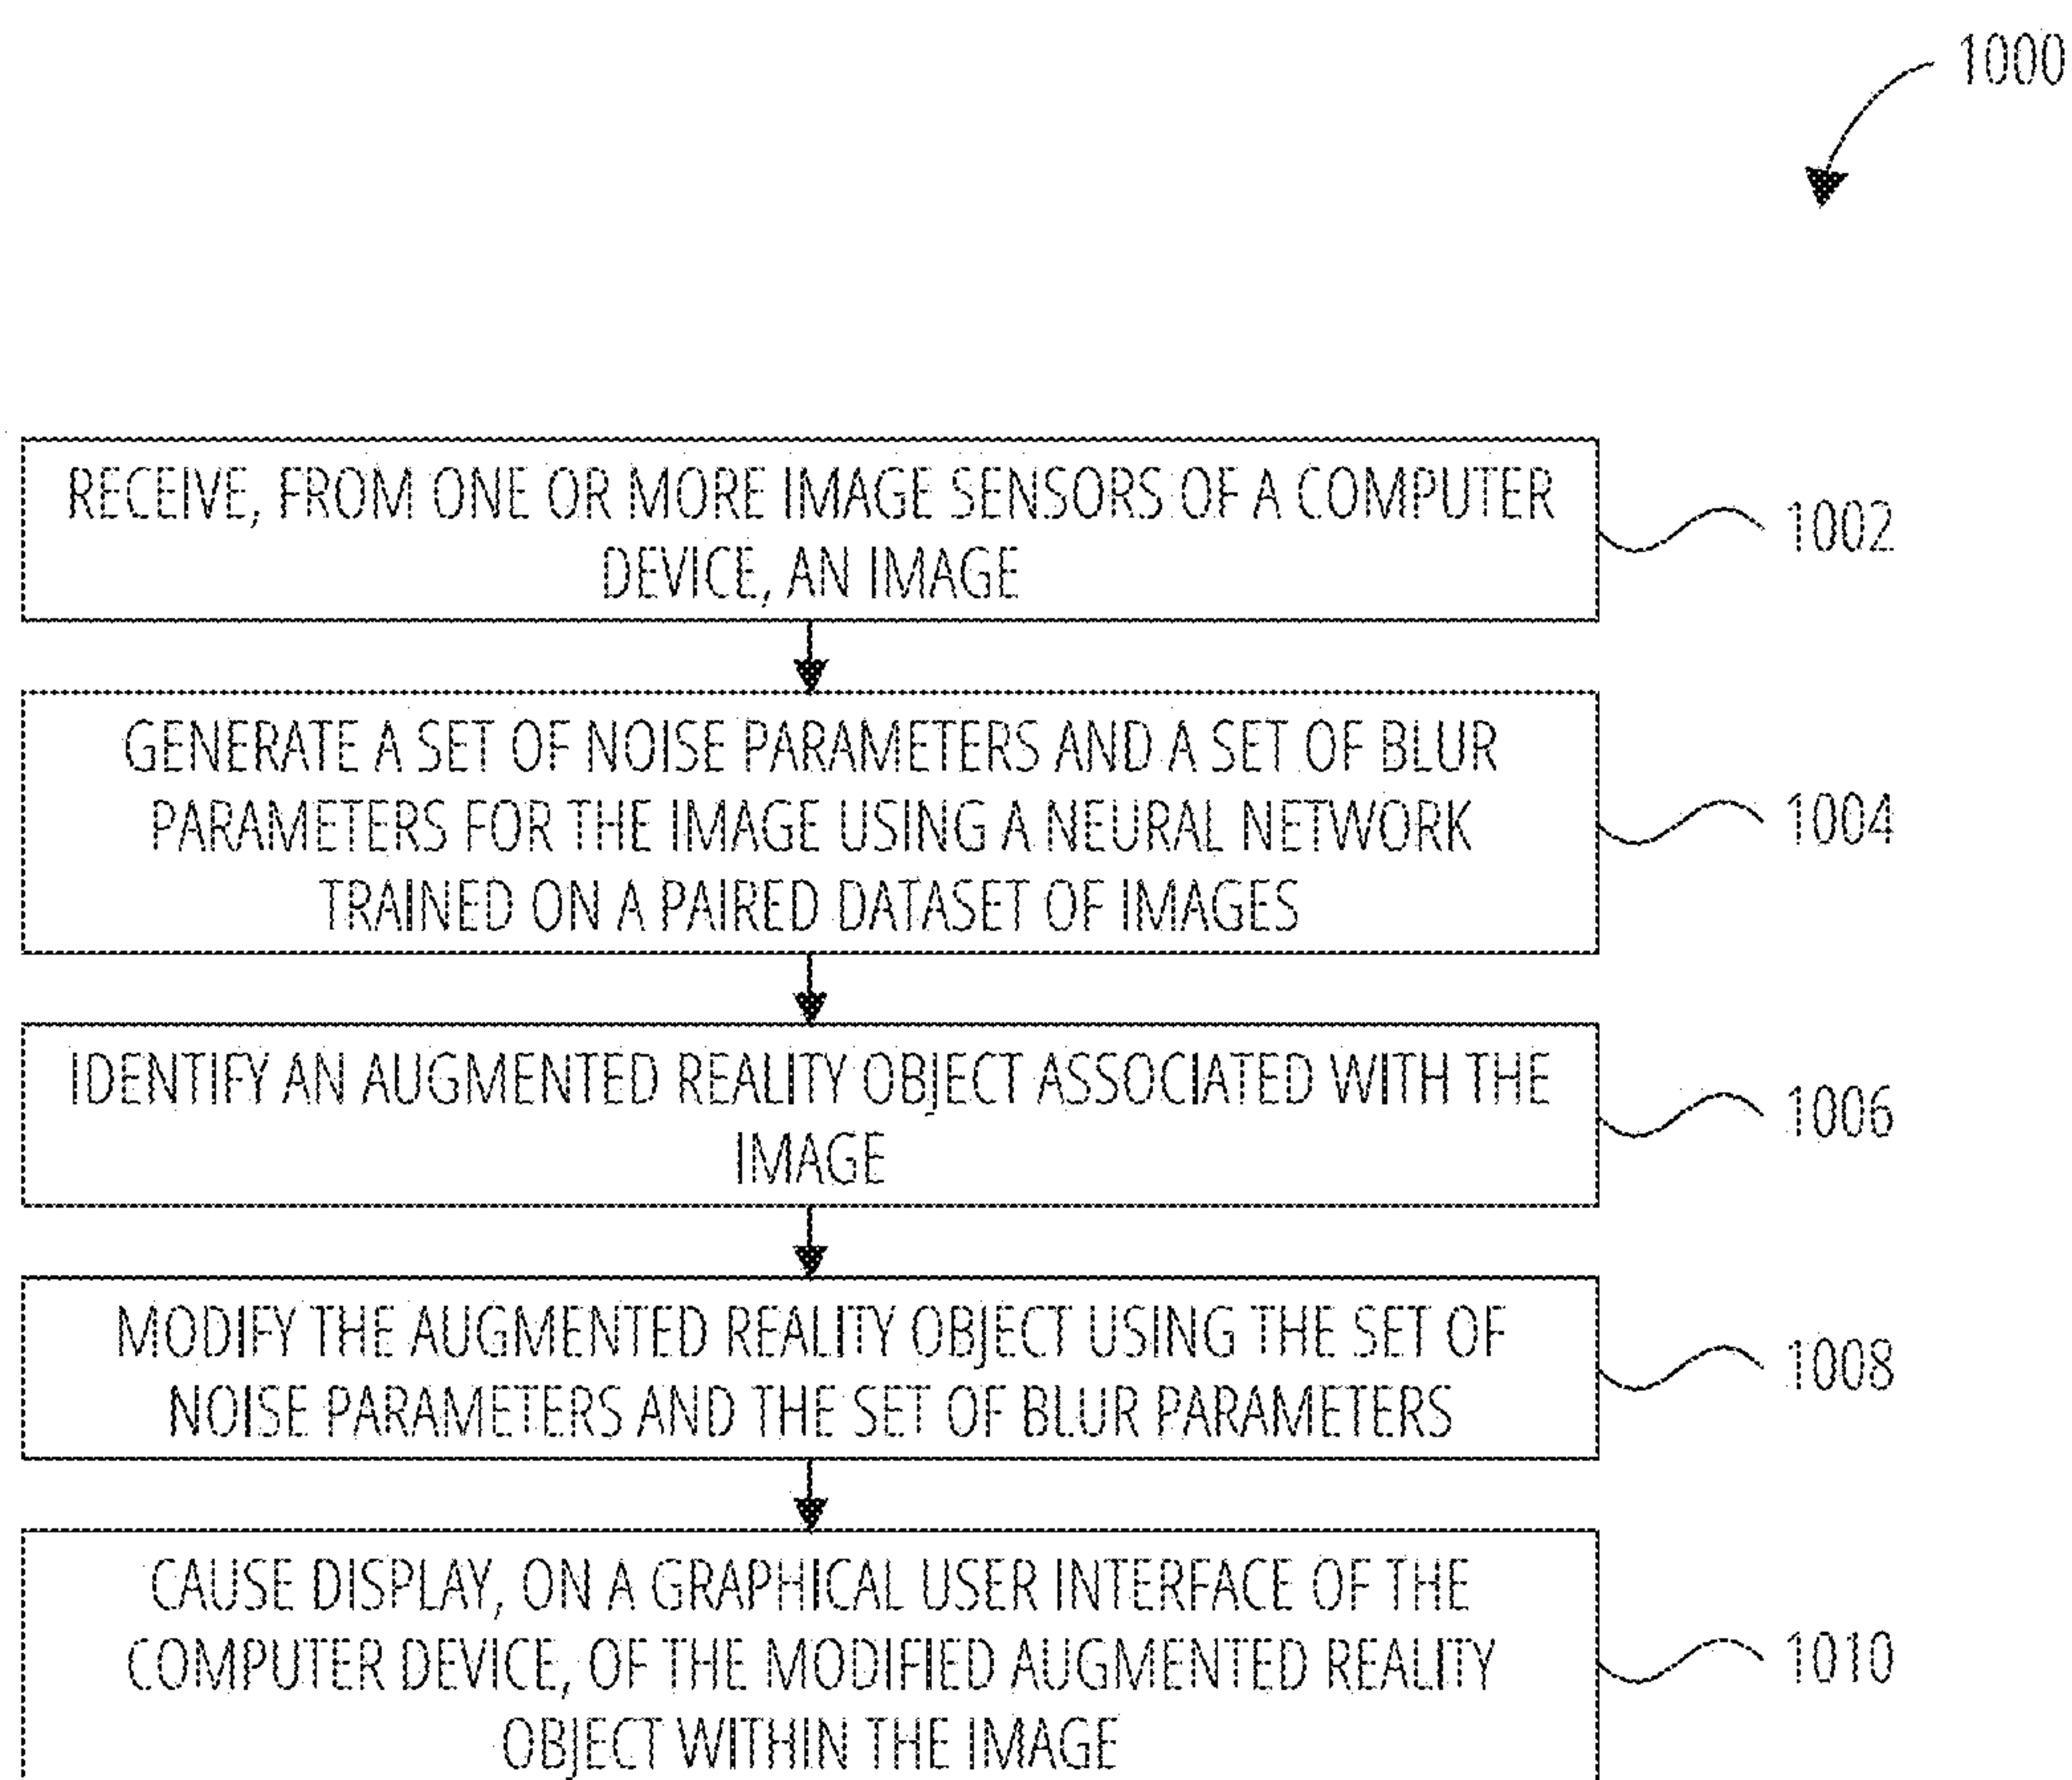 1000
RECEIVE, FROM ONE OR MORE IMAGE SENSORS OF A COMPUTER
DEVICE, AN IMAGE
1002
GENERATE A SET OF NOISE PARAMETERS AND A SET OF BLUR
PARAMETERS FOR THE IMAGE USING A NEURAL NETWORK
TRAINED ON A PAIRED DATASET OF IMAGES
1004
IDENTIFY AN AUGMENTED REALITY OBJECT ASSOCIATED WITH THE
IMAGE
1006
MODIFY THE AUGMENTED REALITY OBJECT USING THE SET OF
NOISE PARAMETERS AND THE SET OF BLUR PARAMETERS
1008
CAUSE DISPLAY, ON A GRAPHICAL USER INTERFACE OF THE
COMPUTER DEVICE, OF THE MODIFIED AUGMENTED REALITY
OBJECT WITHIN THE IMAGE
1010